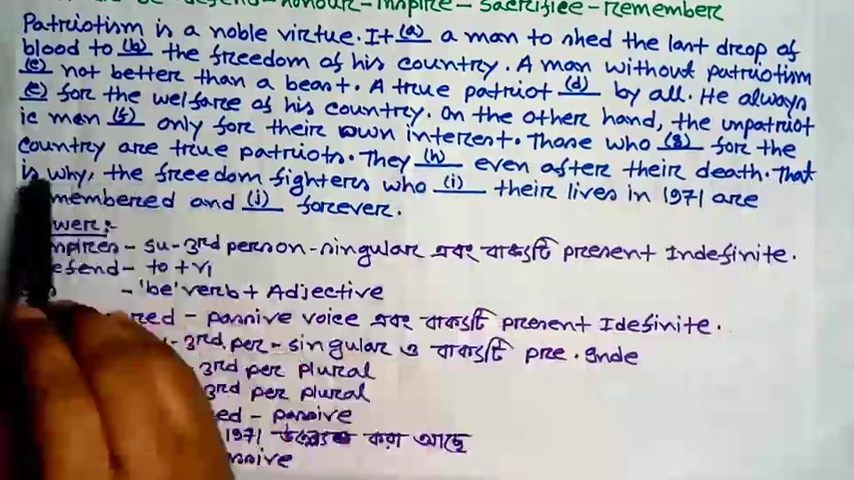 be - defend - honour - inspire - sacrifice - remember
Patriotism is a noble virtue. It (a) a man to shed the last drop of
blood to (b) the freedom of his country. A man without patriotism
(c) not better than a beast. A true patriot (d) by all. He always
(e) for the welfare of his country. On the other hand, the unpatriot
ic men (f) only for their own interest. Those who (g) for the
country are true patriots. They (h) even after their death. That
is why, the freedom fighters who (i) their lives in 1971 are
membered and (j) forever.
wer:-
nspires - su-3rd person-singular এবং বাক্যটি present Indefinite.
efend - to + v1
- 'be' verb + Adjective
red - passive voice এবং বাক্যটি present Idefinite.
- 3rd per - singular ও বাক্যটি pre. Inde
3rd per plural
3rd per plural
ed - passive
1971 উল্লেখ করা আছে
ssive